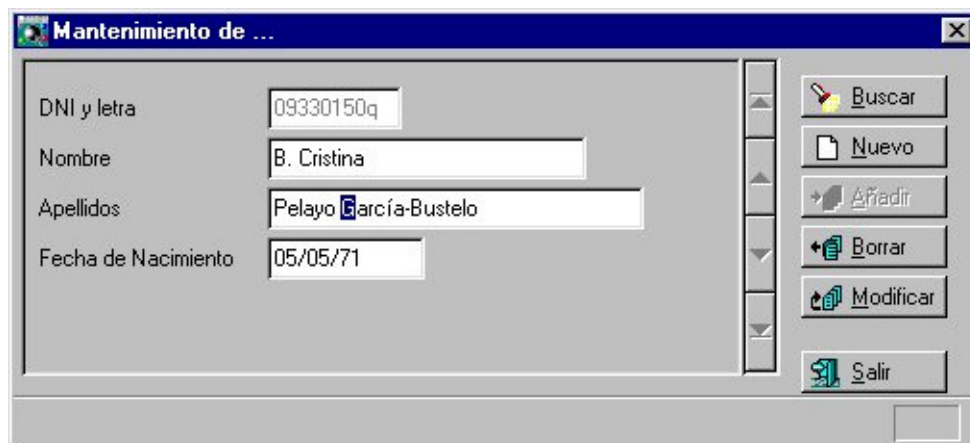 Mantenimiento de ...
DNI y letra 09330150q
Nombre B. Cristina
Apellidos Pelayo García-Bustelo
Fecha de Nacimiento 05/05/71
Buscar
Nuevo
Añadir
Borrar
Modificar
Salir